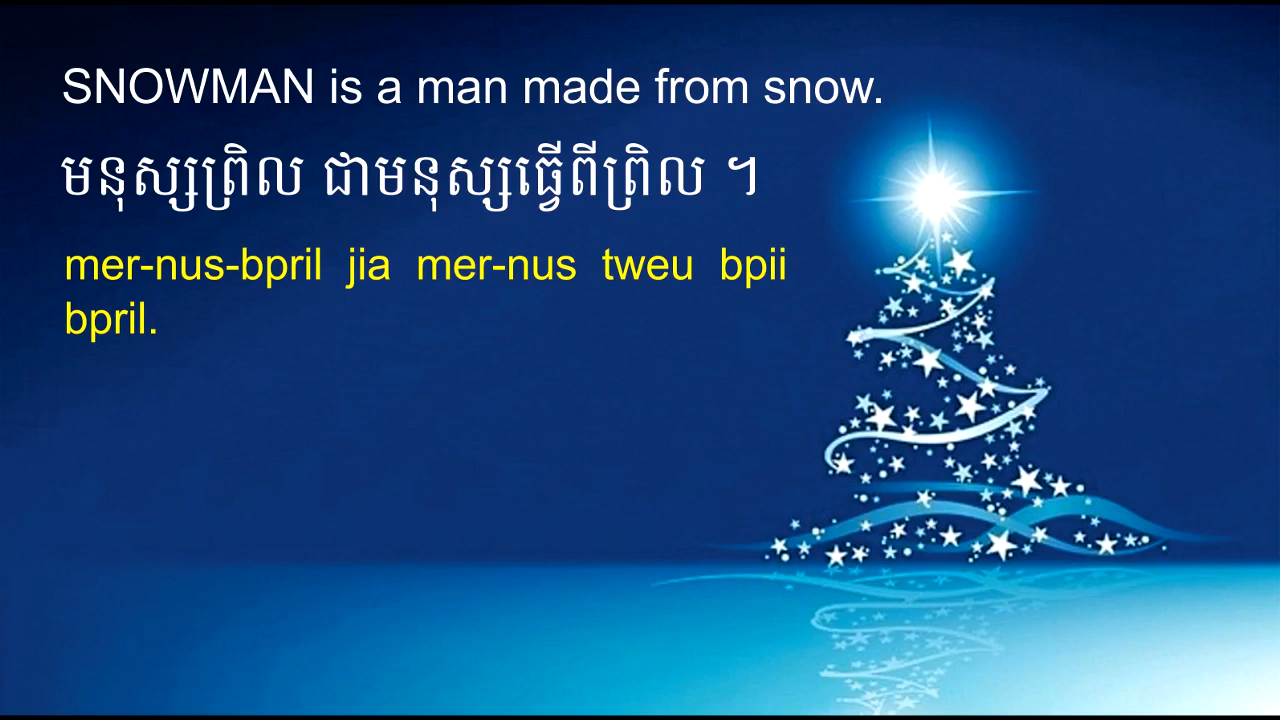 SNOWMAN is a man made from snow.
មនុស្សព្រិល ជាមនុស្សធ្វើពីព្រិល ។
mer-nus-bpril jia mer-nus tweu bpii
bpril.